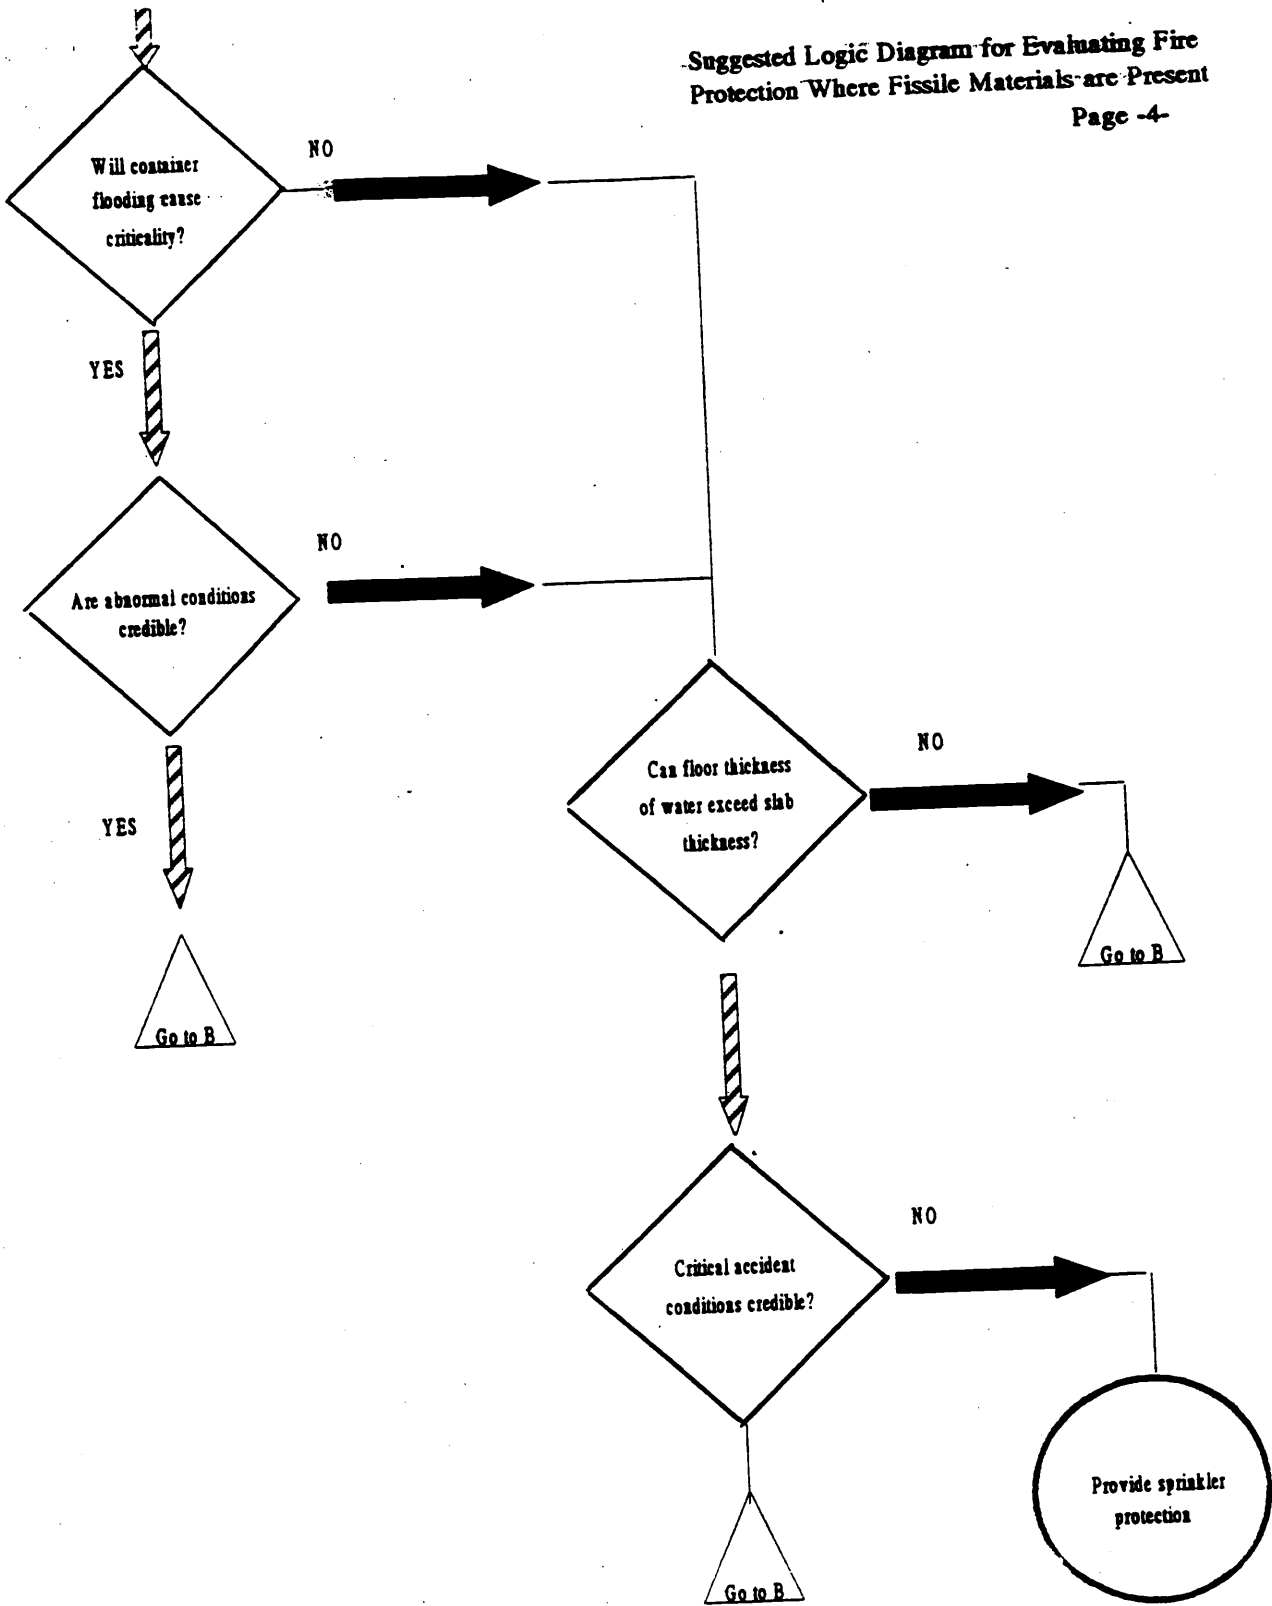 Suggested Logic Diagram for Evaluating Fire
Protection Where Fissile Materials are Present
Page -4-
Will container
flooding cause
criticality?
NO
YES
Are abnormal conditions
credible?
NO
YES
Go to B
Can floor thickness
of water exceed slab
thickness?
NO
Go to B
Critical accident
conditions credible?
NO
Provide sprinkler
protection
Go to B